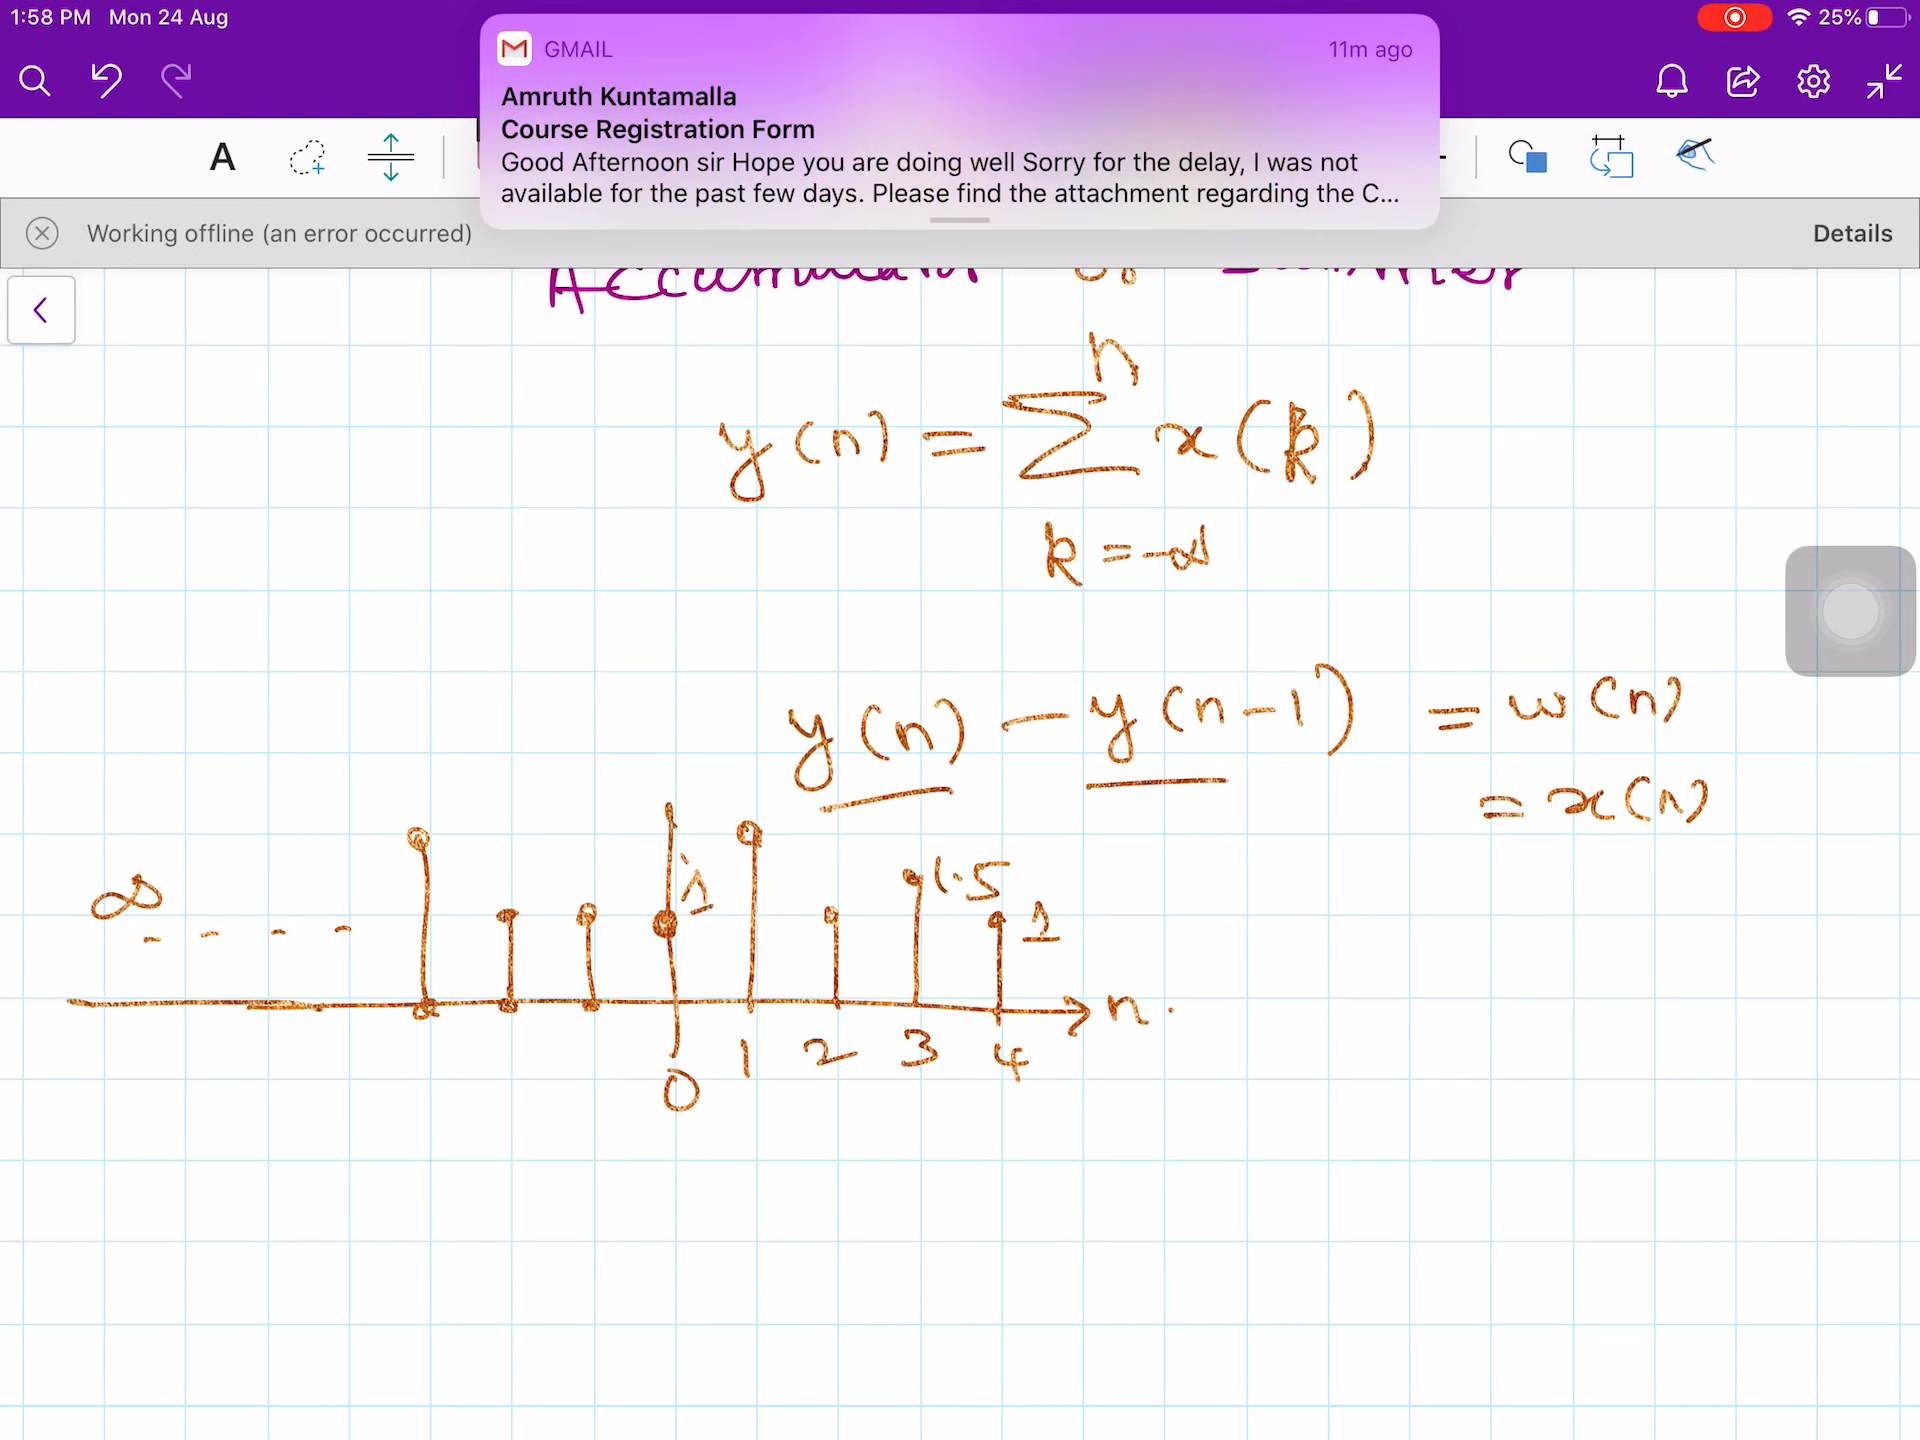 1:58 PM Mon 24 Aug
25%
GMAIL
11m ago
Amruth Kuntamalla
Course Registration Form
Good Afternoon sir Hope you are doing well Sorry for the delay, I was not
available for the past few days. Please find the attachment regarding the C...
A
Working offline (an error occurred)
Details
Accumulator or
n
y(n) = Σ x(k)
k = -∞
y(n) - y(n-1) = w(n)
= x(n)
∞
1
1.5
1
n.
0 1 2 3 4